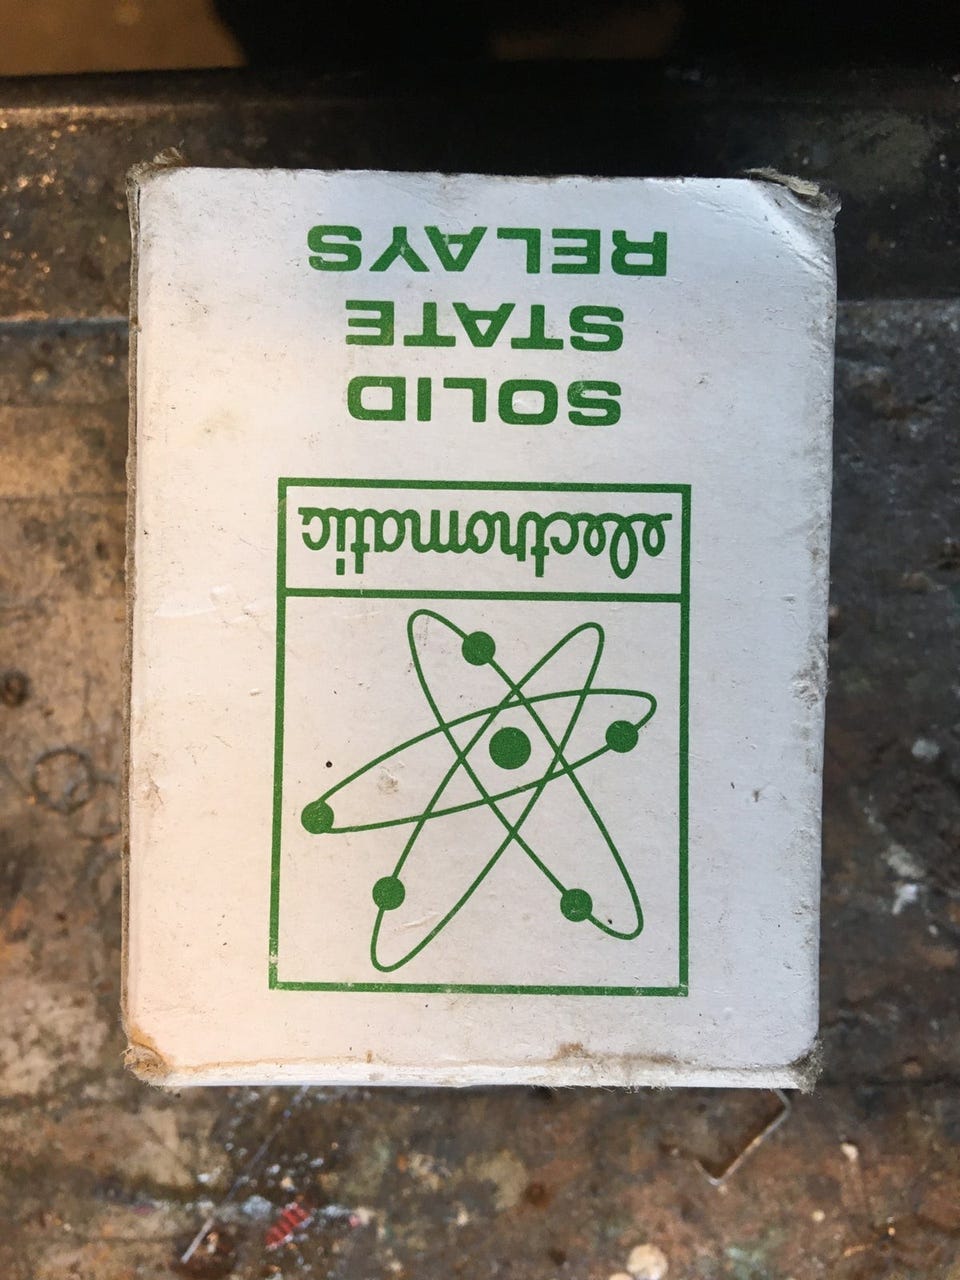 electromatic
SOLID
STATE
RELAYS